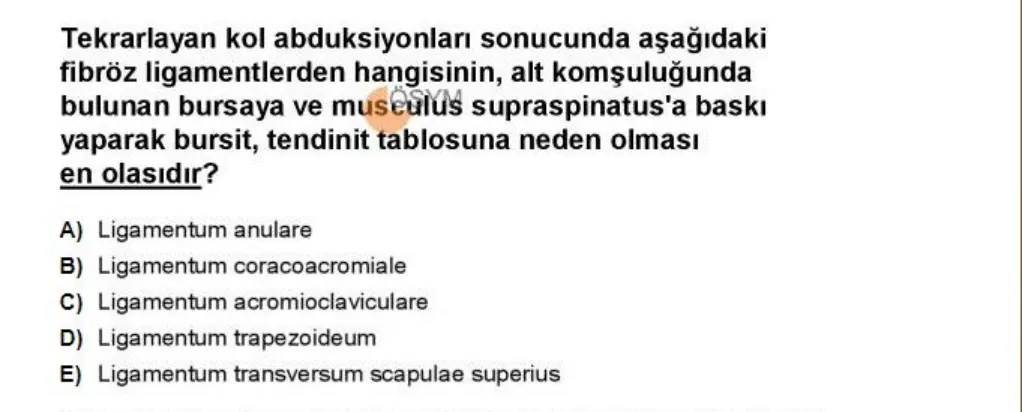 Tekrarlayan kol abduksiyonları sonucunda aşağıdaki
fibröz ligamentlerden hangisinin, alt komşuluğunda
bulunan bursaya ve musculus supraspinatus'a baskı
yaparak bursit, tendinit tablosuna neden olması
en olasıdır?
ÖSYM
A) Ligamentum anulare
B) Ligamentum coracoacromiale
C) Ligamentum acromioclaviculare
D) Ligamentum trapezoideum
E) Ligamentum transversum scapulae superius